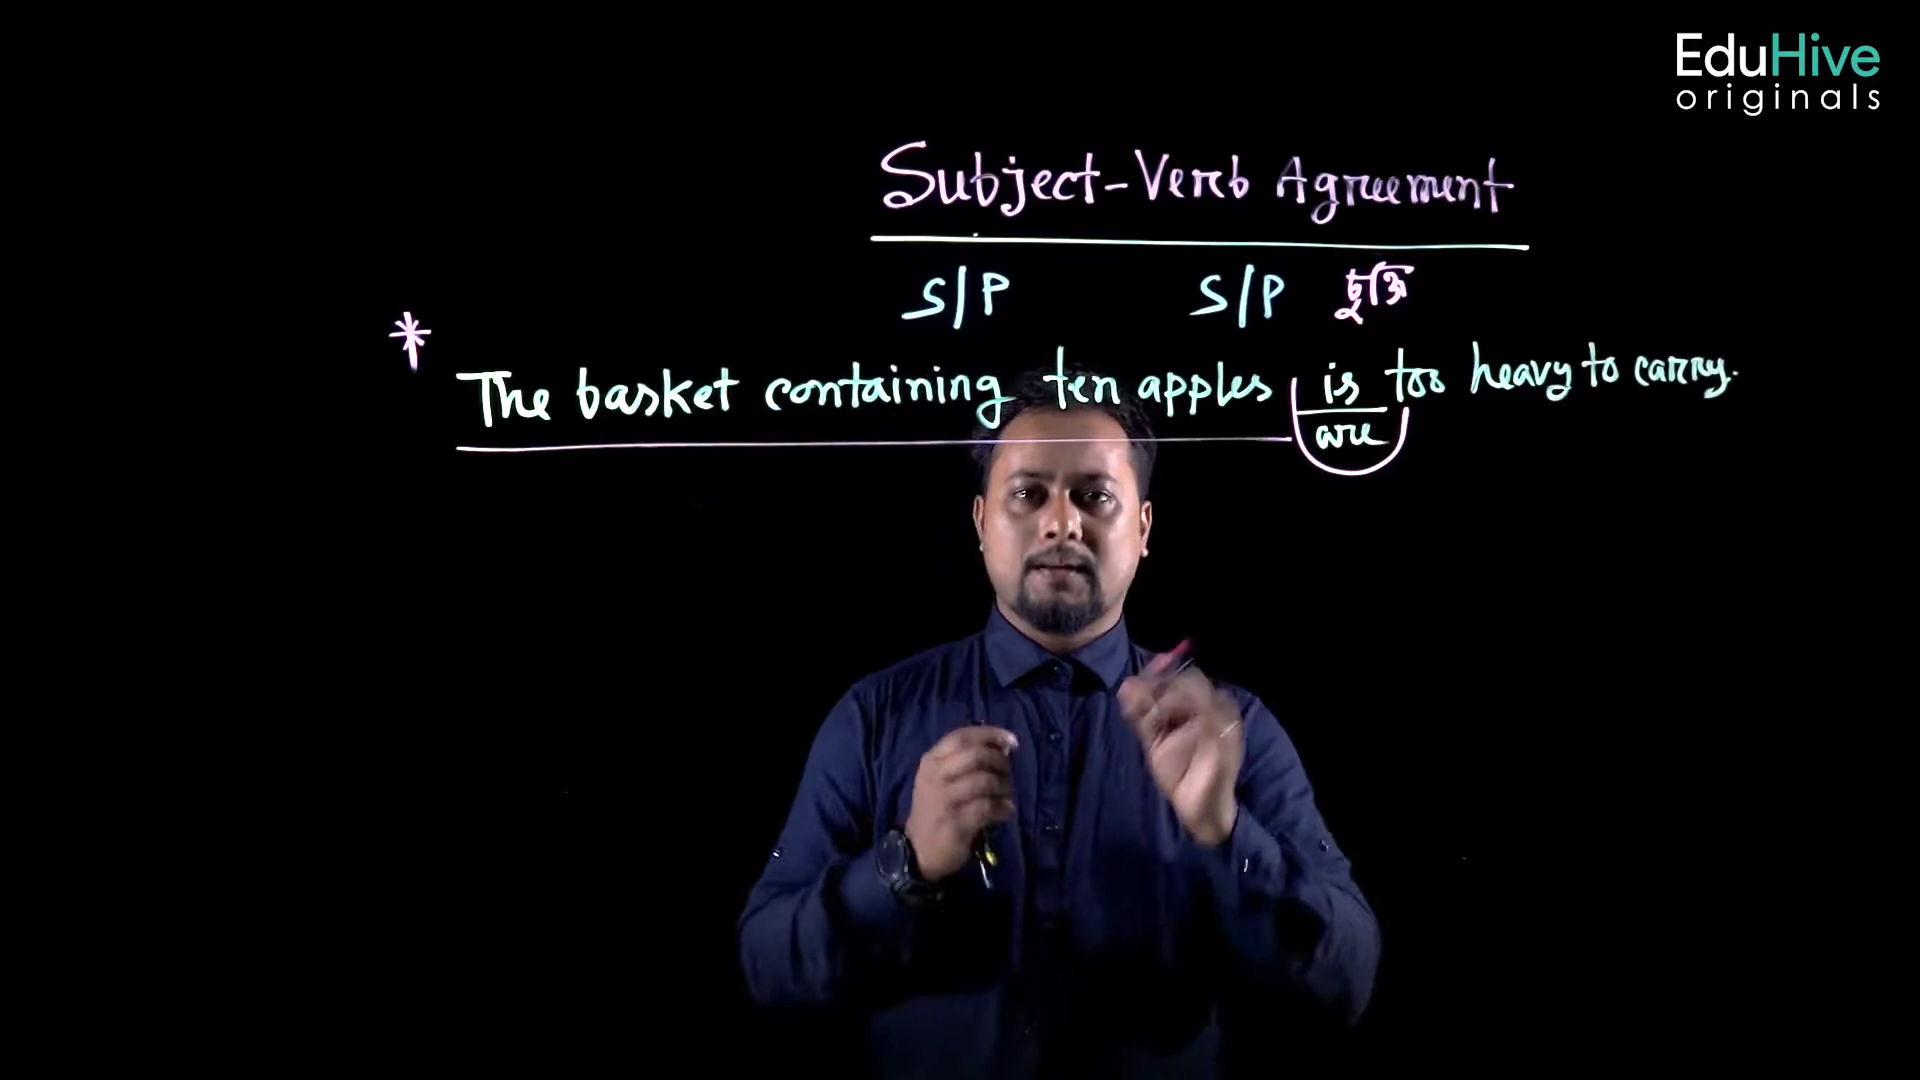 EduHive
originals
Subject-Verb Agreement
S/P S/P চুক্তি
* The basket containing ten apples is too heavy to carry.
are